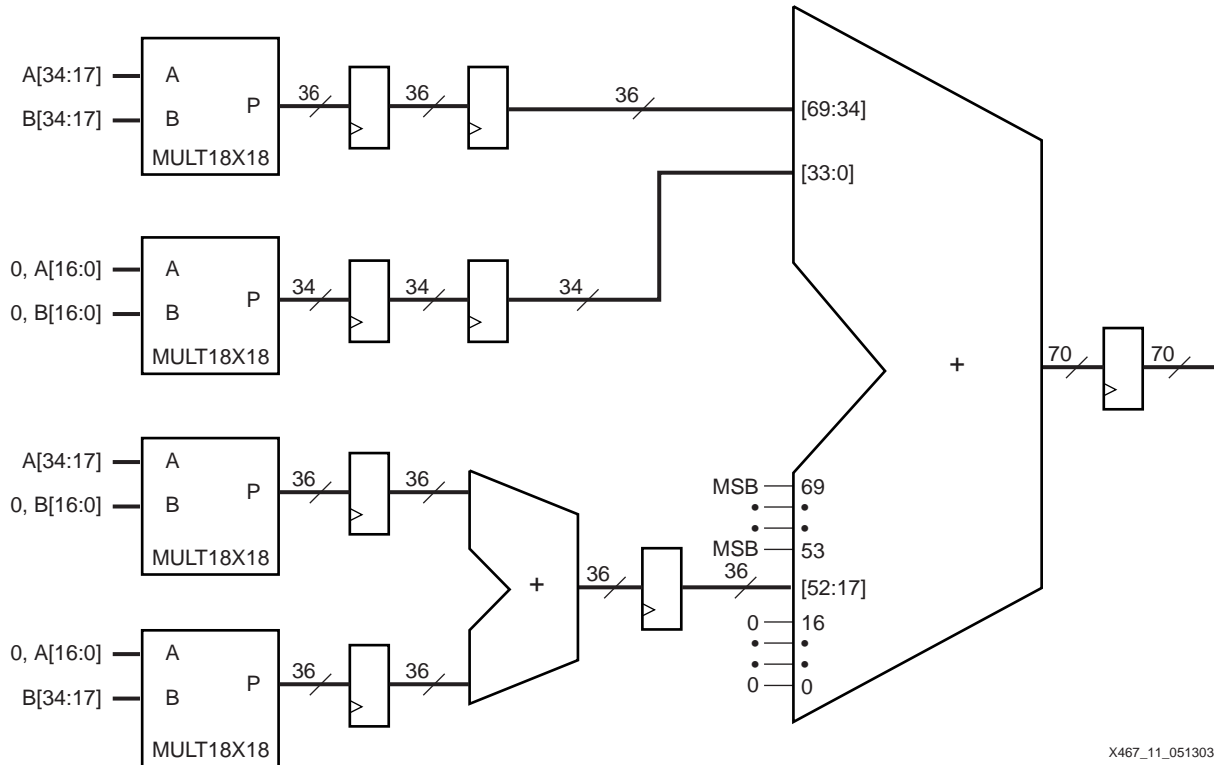 A[34:17]
B[34:17]
A
B
P
MULT18X18
36
36
36
[69:34]
[33:0]
0, A[16:0]
0, B[16:0]
A
B
P
MULT18X18
34
34
34
+
70
70
A[34:17]
0, B[16:0]
A
B
P
MULT18X18
36
36
MSB
69
MSB
53
+
36
36
[52:17]
0
16
0
0
0, A[16:0]
B[34:17]
A
B
P
MULT18X18
36
36
X467_11_051303